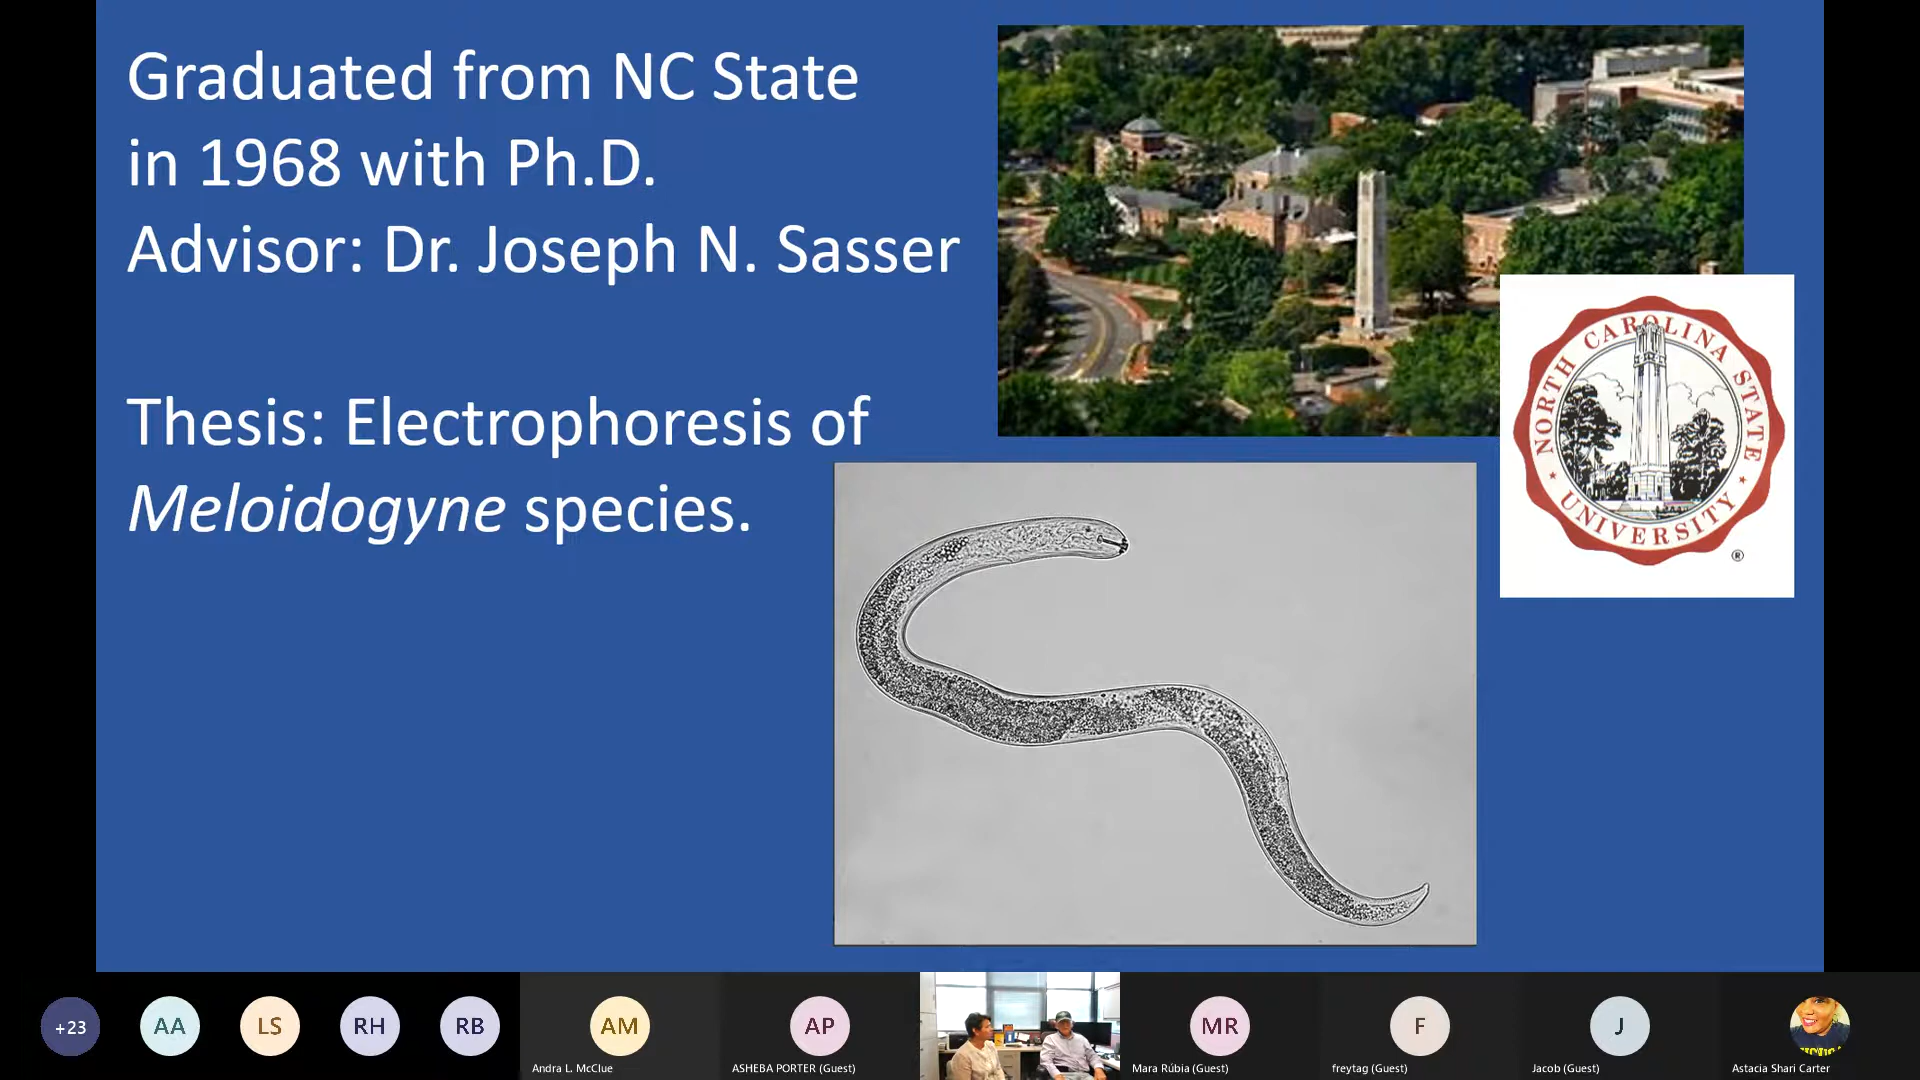 Graduated from NC State
in 1968 with Ph.D.
Advisor: Dr. Joseph N. Sasser
Thesis: Electrophoresis of
Meloidogyne species.
NORTH CAROLINA STATE
UNIVERSITY
®
+23
AA
LS
RH
RB
AM
Andra L. McClue
AP
ASHEBA PORTER (Guest)
MR
Mara Rúbia (Guest)
F
freytag (Guest)
J
Jacob (Guest)
Astacia Shari Carter